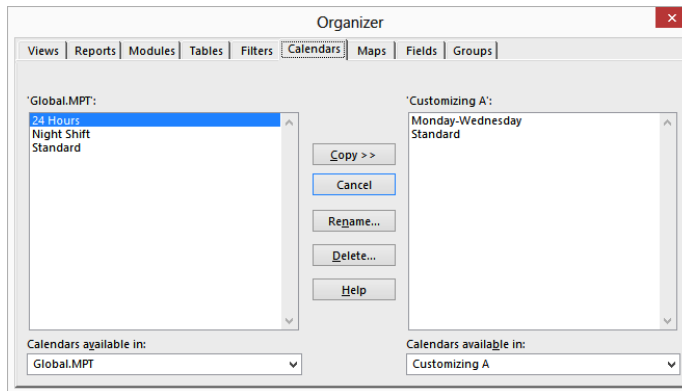 Organizer
Views Reports Modules Tables Filters Calendars Maps Fields Groups
'Global.MPT':
24 Hours
Night Shift
Standard
Copy >>
Cancel
Rename...
Delete...
Help
'Customizing A':
Monday-Wednesday
Standard
Calendars available in:
Global.MPT
Calendars available in:
Customizing A